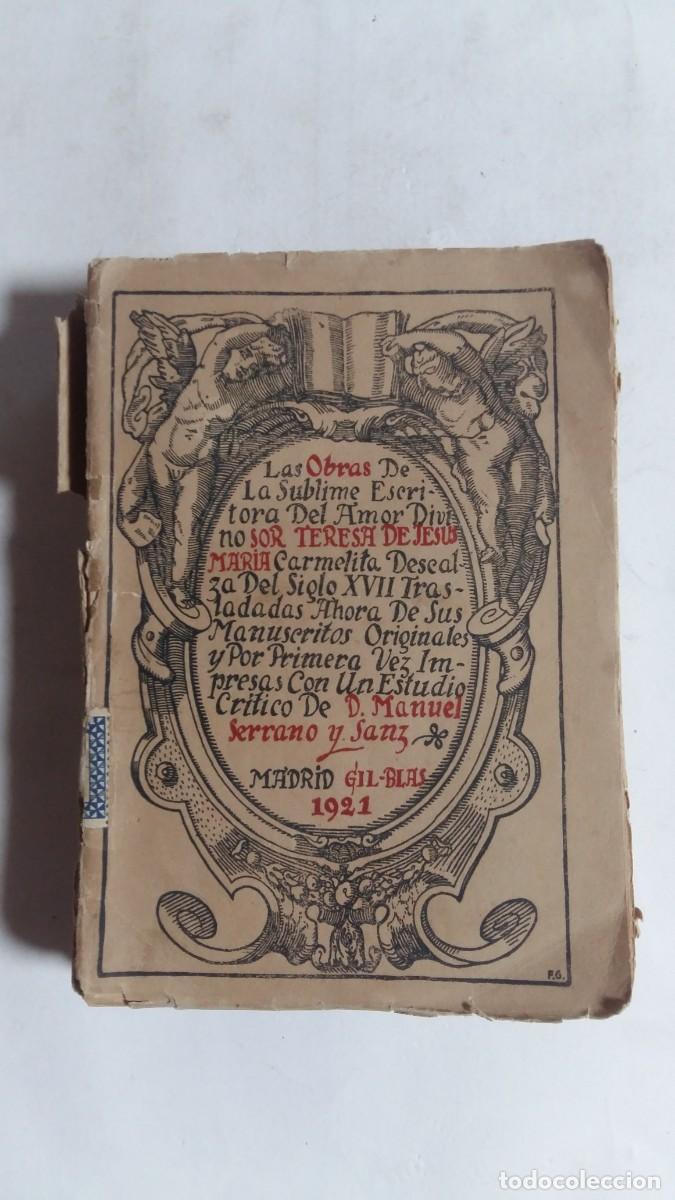 Las Obras De
La Sublime Escri-
tora Del Amor Divi-
no SOR TERESA DE JESUS
MARIA Carmelita Descal-
za Del Siglo XVII Tras-
ladadas Ahora De Sus
Manuscritos Originales
y Por Primera Vez Im-
presas Con Un Estudio
Critico De D. Manuel
Serrano y Sanz
MADRID GIL-BLAS
1921
F.G.
todocoleccion